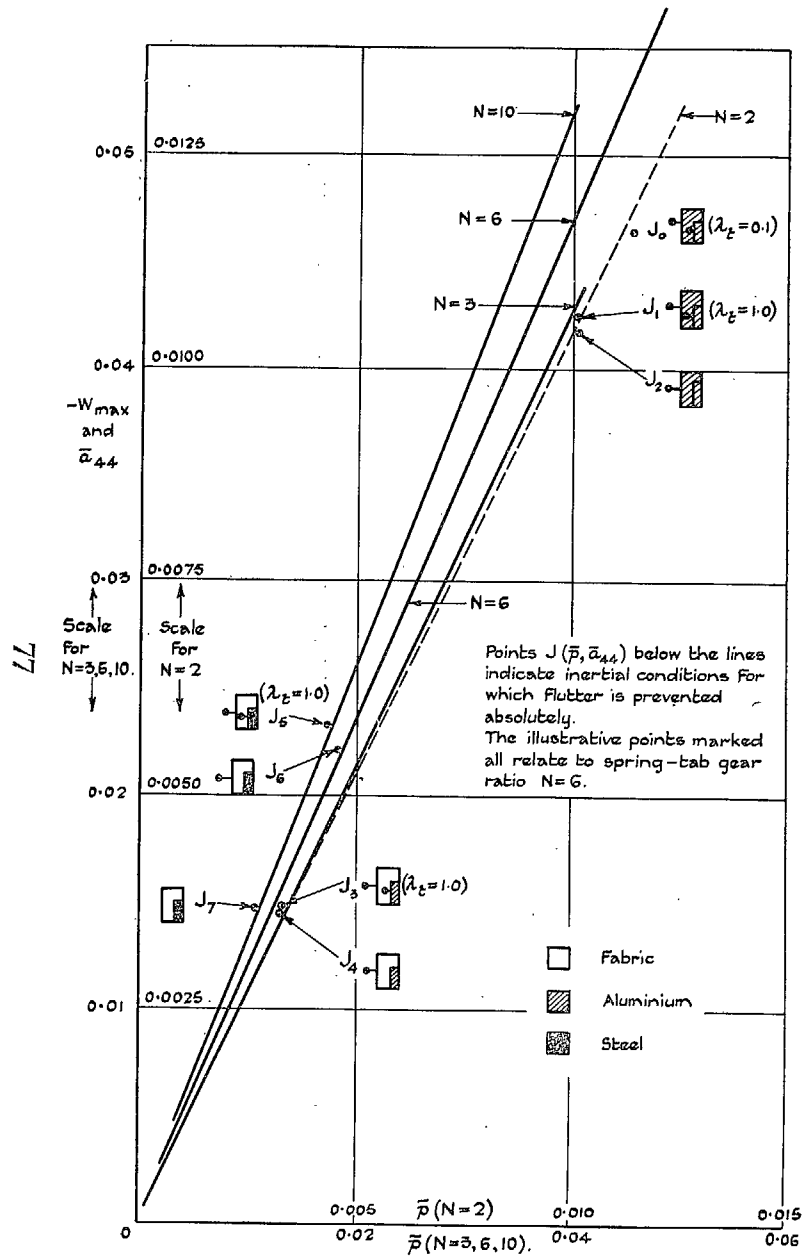 N=10
N=2
0.05
0.0125
N=6
J₀
(λt=0.1)
N=3
J₁
(λt=1.0)
0.04
0.0100
J₂
-Wmax
and
ā44
0.03
0.0075
N=6
Scale
for
N=3,6,10.
Scale
for
N=2
77
Points J(p̄, ā44) below the lines
indicate inertial conditions for
which flutter is prevented
absolutely.
The illustrative points marked
all relate to spring-tab gear
ratio N=6.
(λt=1.0)
J₅
J₆
0.02
0.0050
J₇
J₃
(λt=1.0)
J₄
Fabric
Aluminium
Steel
0.01
0.0025
0
0.005
p̄ (N=2)
0.010
0.015
0.02
p̄ (N=3,6,10).
0.04
0.06